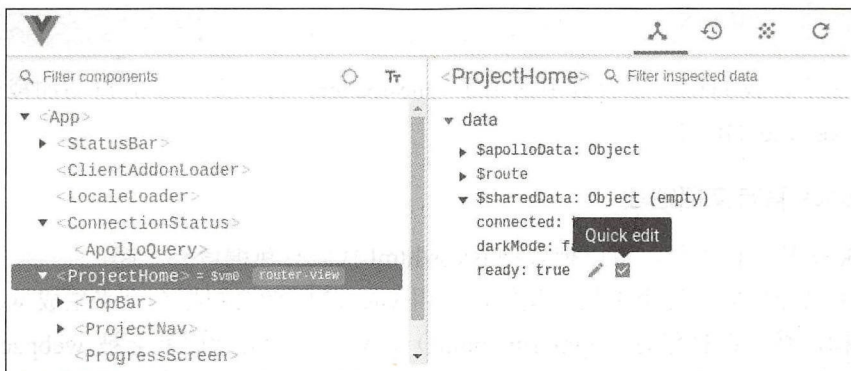 Filter components
Tт
<App>
<StatusBar>
<ClientAddonLoader>
<LocaleLoader>
<ConnectionStatus>
<ApolloQuery>
<ProjectHome> = $vm0 router-view
<TopBar>
<ProjectNav>
<ProgressScreen>
<ProjectHome> Filter inspected data
data
$apolloData: Object
$route
$sharedData: Object (empty)
connected:
darkMode: fa
Quick edit
ready: true